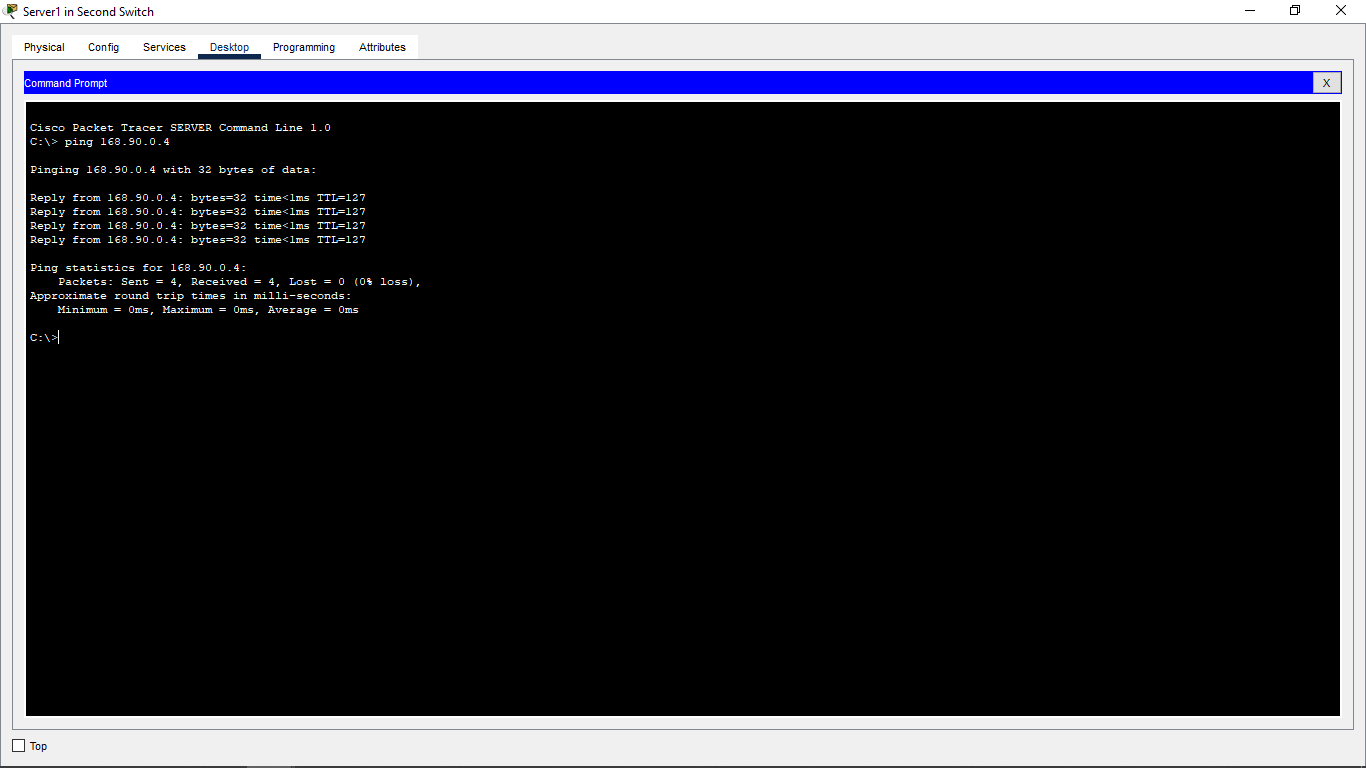 Server1 in Second Switch
Physical Config Services Desktop Programming Attributes
Command Prompt
X
Cisco Packet Tracer SERVER Command Line 1.0
C:\> ping 168.90.0.4
Pinging 168.90.0.4 with 32 bytes of data:
Reply from 168.90.0.4: bytes=32 time<1ms TTL=127
Reply from 168.90.0.4: bytes=32 time<1ms TTL=127
Reply from 168.90.0.4: bytes=32 time<1ms TTL=127
Reply from 168.90.0.4: bytes=32 time<1ms TTL=127
Ping statistics for 168.90.0.4:
Packets: Sent = 4, Received = 4, Lost = 0 (0% loss),
Approximate round trip times in milli-seconds:
Minimum = 0ms, Maximum = 0ms, Average = 0ms
C:\>
Top